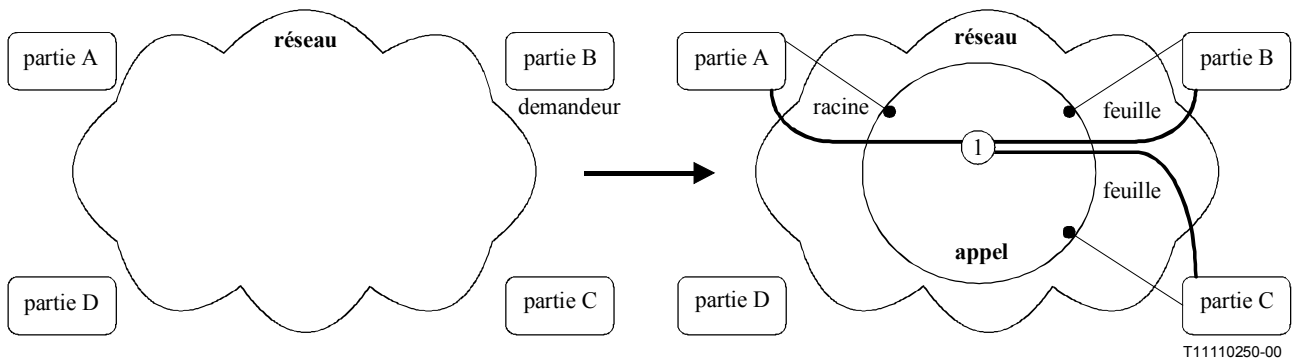 réseau
partie A
partie B
demandeur
partie D
partie C
réseau
partie A
partie B
racine
feuille
1
feuille
appel
partie D
partie C
T11110250-00